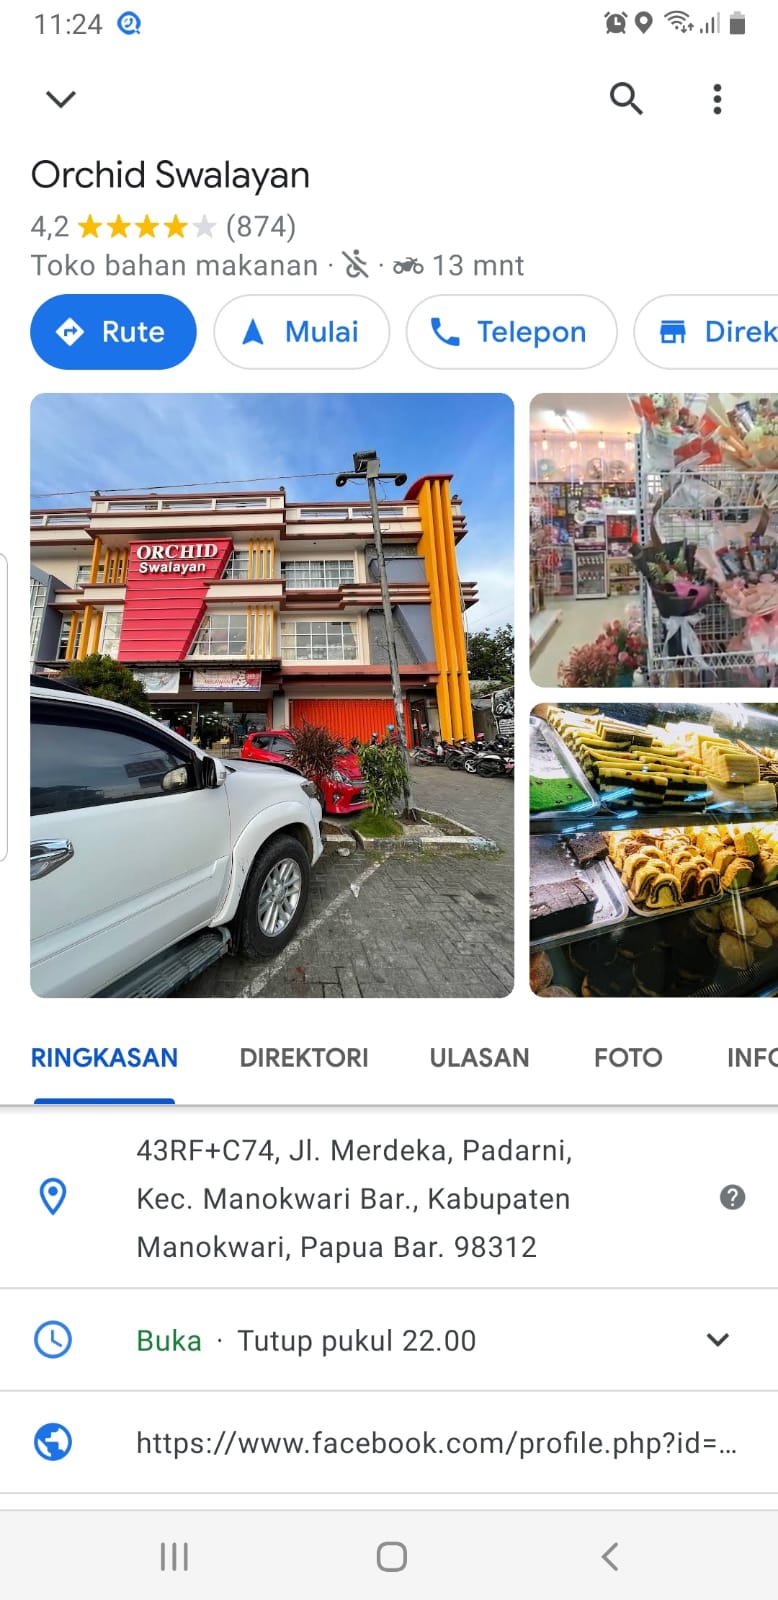 11:24
Orchid Swalayan
4,2 (874)
Toko bahan makanan · · 13 mnt
Rute
Mulai
Telepon
Direk
ORCHID
Swalayan
RINGKASAN
DIREKTORI
ULASAN
FOTO
INFO
43RF+C74, Jl. Merdeka, Padarni,
Kec. Manokwari Bar., Kabupaten
Manokwari, Papua Bar. 98312
Buka · Tutup pukul 22.00
https://www.facebook.com/profile.php?id=...